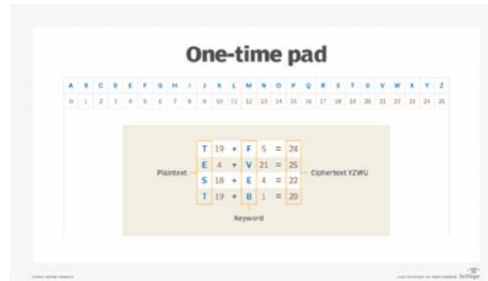 One-time pad
A B C D E F G H I J K L M N O P Q R S T U V W X Y Z
0 1 2 3 4 5 6 7 8 9 10 11 12 13 14 15 16 17 18 19 20 21 22 23 24 25
T 19 + F 5 = 24
E 4 + V 21 = 25
Plaintext
Ciphertext YZWU
S 18 + E 4 = 22
T 19 + B 1 = 20
Keyword
TechTarget